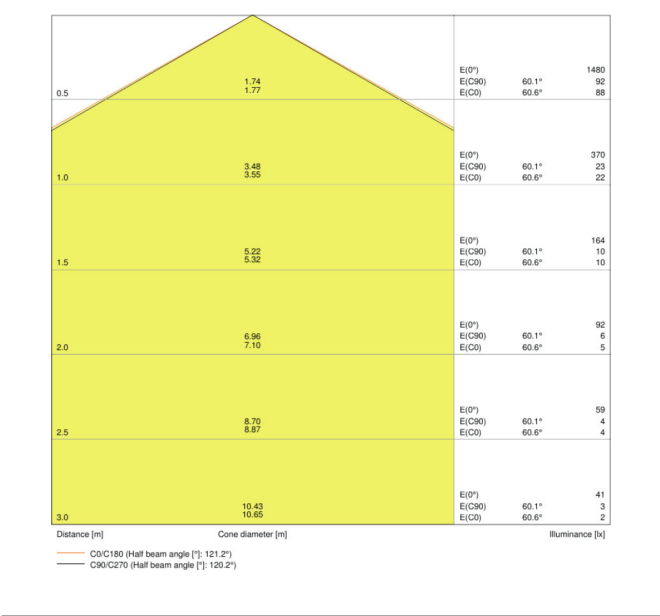 E(0°) 1480
1.74 E(C90) 60.1° 92
0.5 1.77 E(C0) 60.6° 88
E(0°) 370
3.48 E(C90) 60.1° 23
1.0 3.55 E(C0) 60.6° 22
E(0°) 164
5.22 E(C90) 60.1° 10
1.5 5.32 E(C0) 60.6° 10
E(0°) 92
6.96 E(C90) 60.1° 6
2.0 7.10 E(C0) 60.6° 5
E(0°) 59
8.70 E(C90) 60.1° 4
2.5 8.87 E(C0) 60.6° 4
E(0°) 41
10.43 E(C90) 60.1° 3
3.0 10.65 E(C0) 60.6° 2
Distance [m] Cone diameter [m] Illuminance [lx]
C0/C180 (Half beam angle [°]: 121.2°)
C90/C270 (Half beam angle [°]: 120.2°)